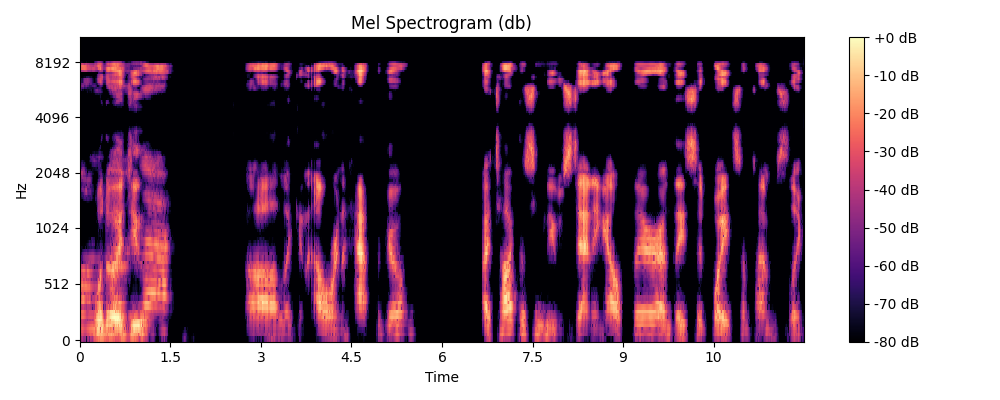 Mel Spectrogram (db)
8192
4096
2048
1024
512
0
Hz
0 1.5 3 4.5 6 7.5 9 10
Time
+0 dB
-10 dB
-20 dB
-30 dB
-40 dB
-50 dB
-60 dB
-70 dB
-80 dB